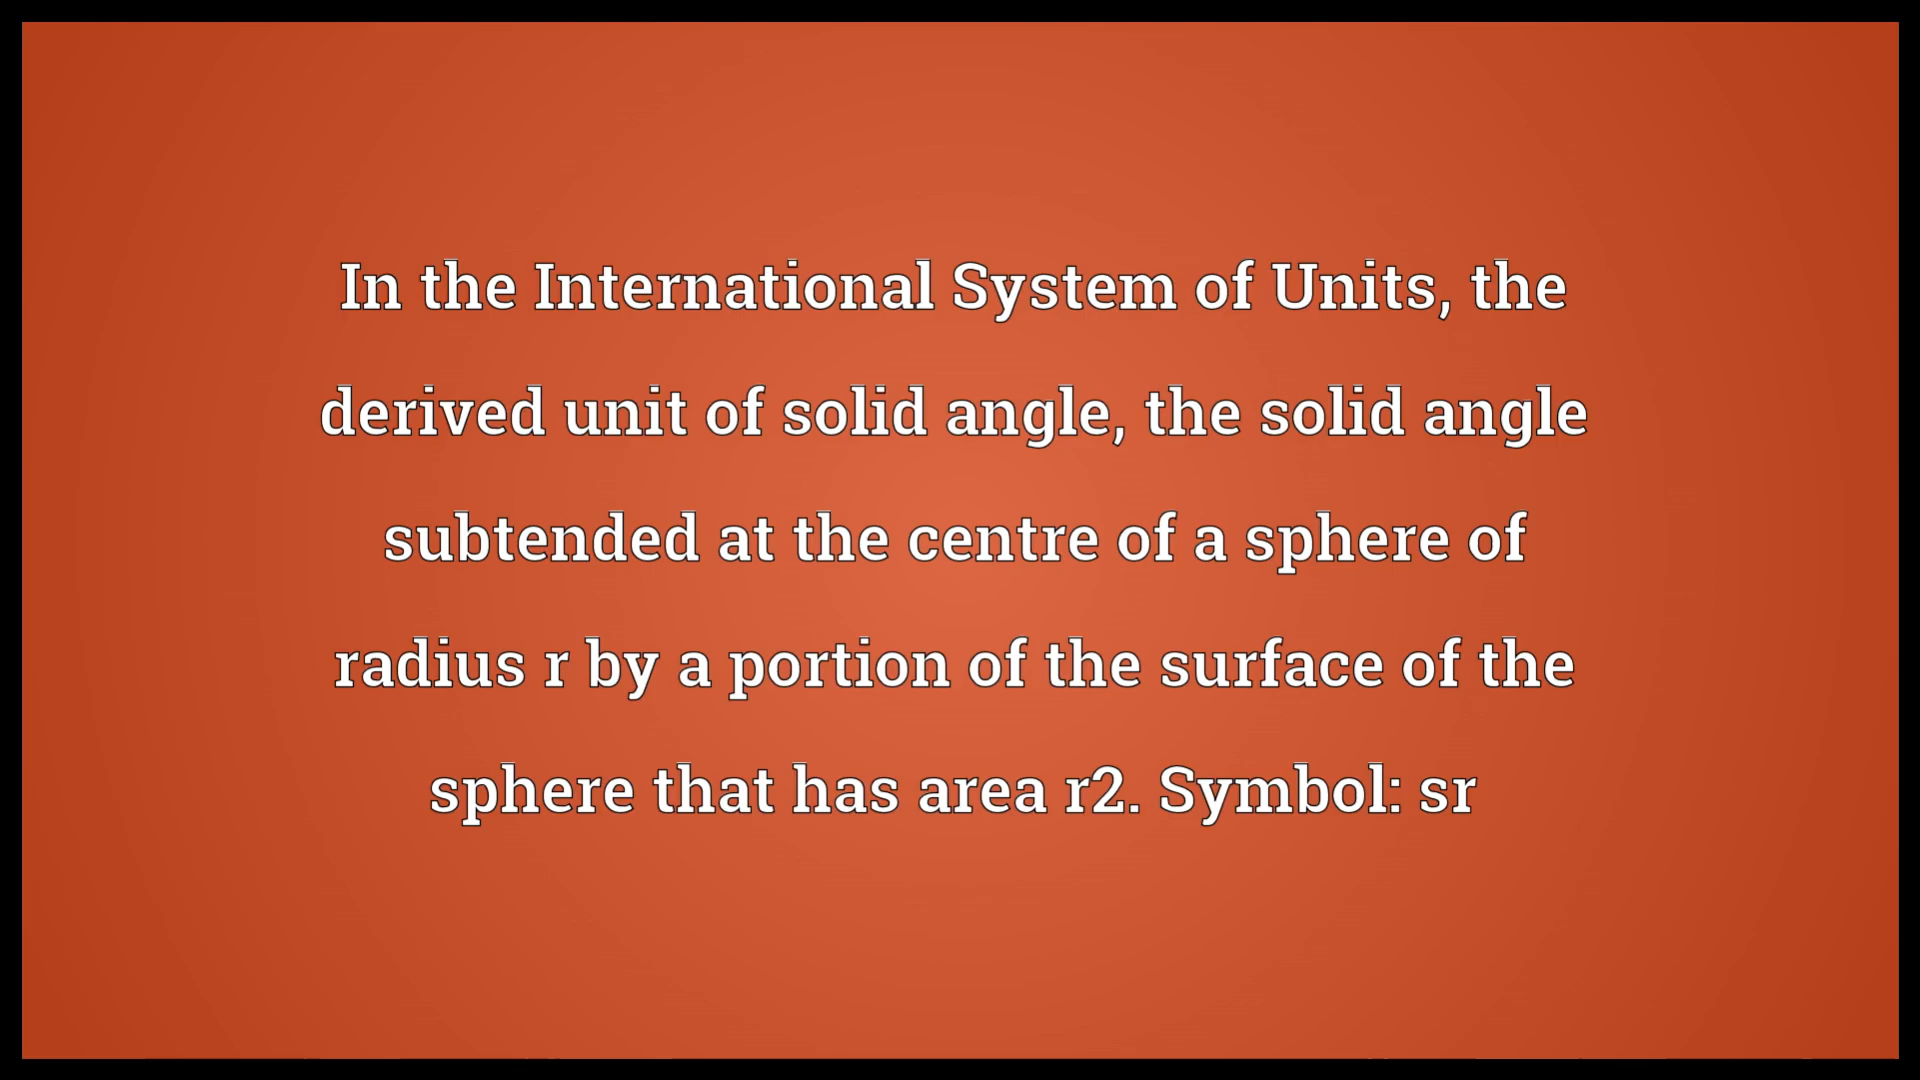 In the International System of Units, the
derived unit of solid angle, the solid angle
subtended at the centre of a sphere of
radius r by a portion of the surface of the
sphere that has area r2. Symbol: sr